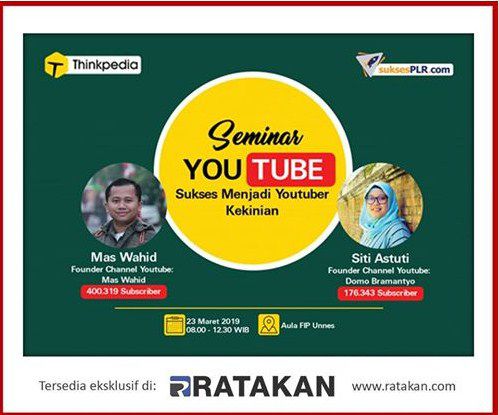 Thinkpedia
suksesPLR.com
Seminar
YOU TUBE
Sukses Menjadi Youtuber
Kekinian
Mas Wahid
Founder Channel Youtube:
Mas Wahid
400.319 Subscriber
Siti Astuti
Founder Channel Youtube:
Domo Bramantyo
176.343 Subscriber
23 Maret 2019
08.00 - 12.30 WIB
Aula FIP Unnes
Tersedia eksklusif di: RATAKAN www.ratakan.com